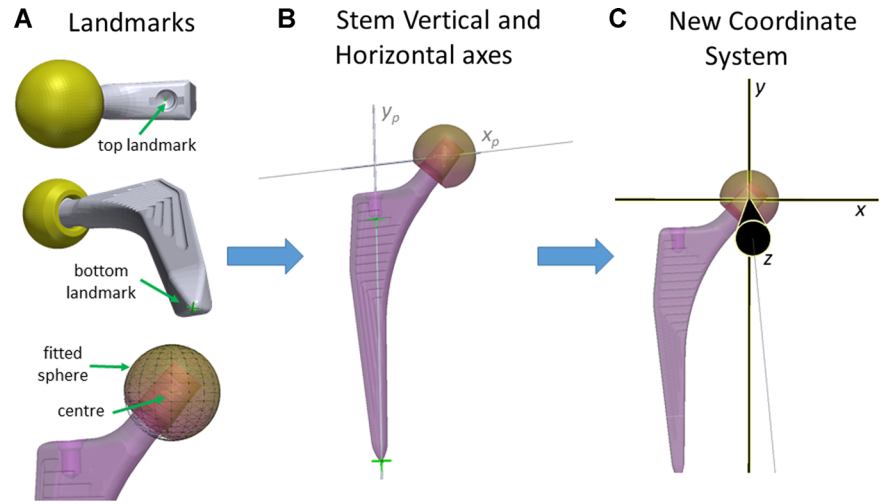 A Landmarks
top landmark
bottom
landmark
fitted
sphere
centre
B Stem Vertical and
Horizontal axes
yp
xp
C New Coordinate
System
y
x
z